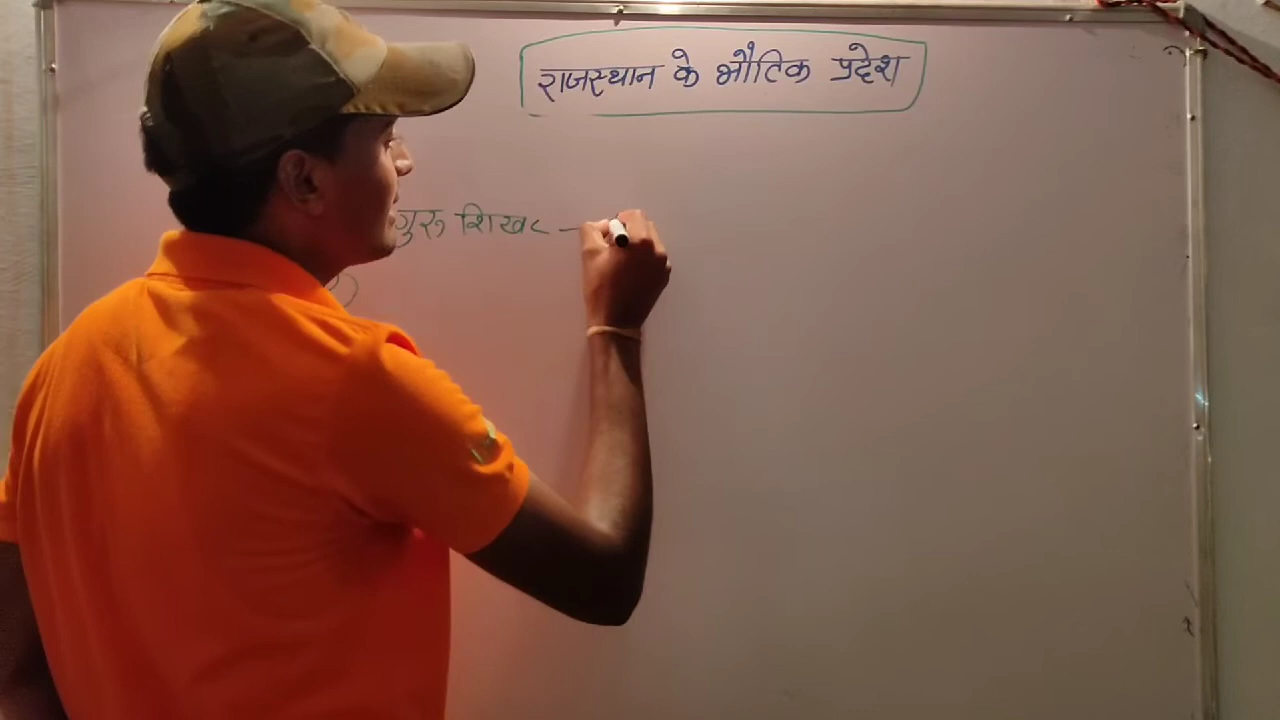 राजस्थान के भौतिक प्रदेश
गुरु शिखर –